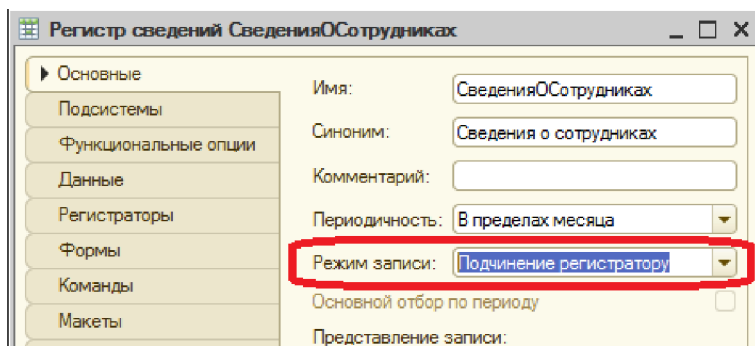 Регистр сведений СведенияОСотрудниках
Основные
Подсистемы
Функциональные опции
Данные
Регистраторы
Формы
Команды
Макеты
Имя: СведенияОСотрудниках
Синоним: Сведения о сотрудниках
Комментарий:
Периодичность: В пределах месяца
Режим записи: Подчинение регистратору
Основной отбор по периоду
Представление записи: